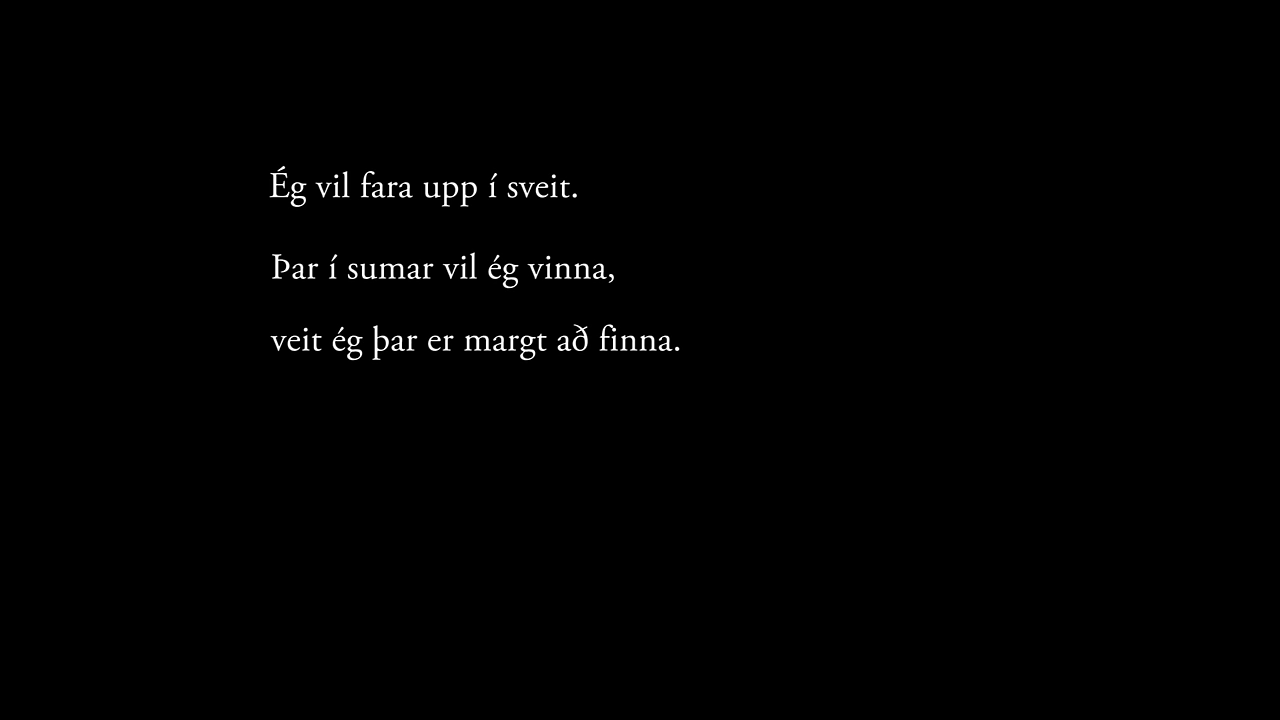 Ég vil fara upp í sveit.
Þar í sumar vil ég vinna,
veit ég þar er margt að finna.